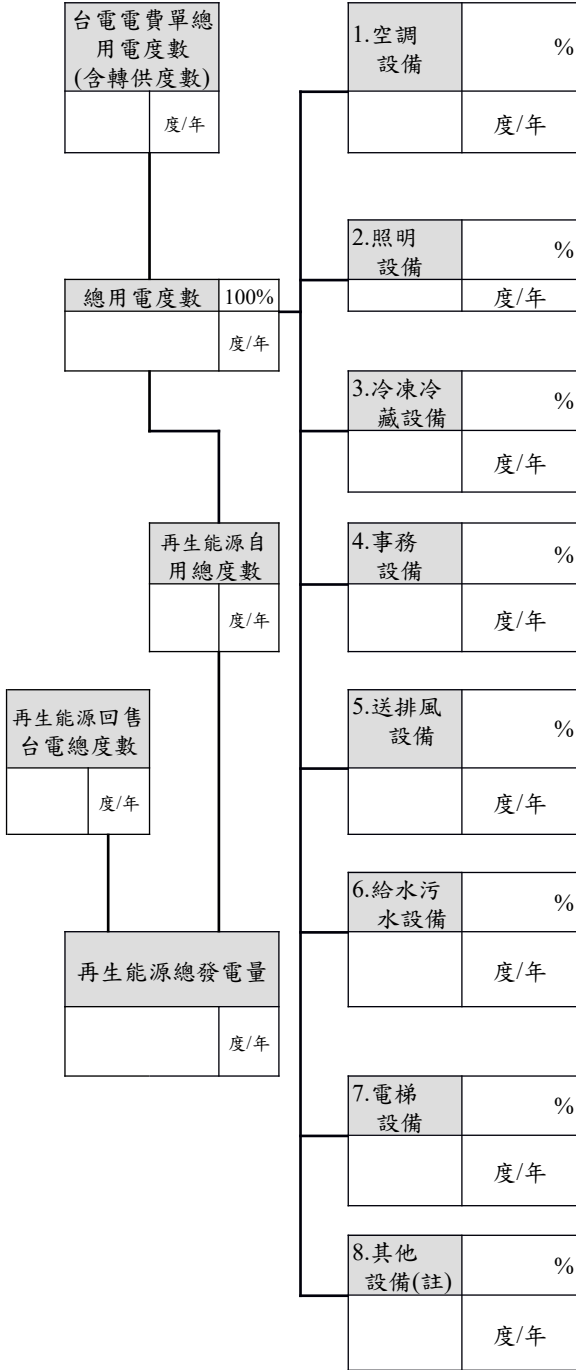 台電電費單總
用電度數
(含轉供度數)
度/年
總用電度數 100%
度/年
再生能源自
用總度數
度/年
再生能源回售
台電總度數
度/年
再生能源總發電量
度/年
1.空調
設備
%
度/年
2.照明
設備
%
度/年
3.冷凍冷
藏設備
%
度/年
4.事務
設備
%
度/年
5.送排風
設備
%
度/年
6.給水污
水設備
%
度/年
7.電梯
設備
%
度/年
8.其他
設備(註)
%
度/年